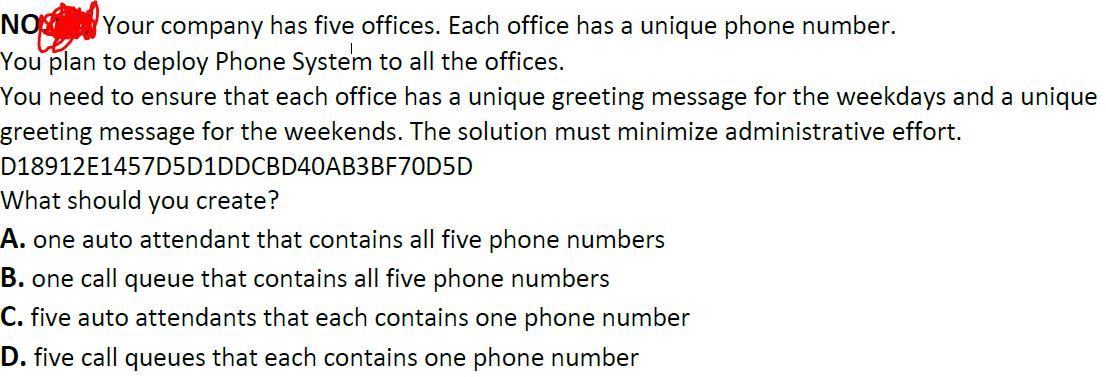 NO Your company has five offices. Each office has a unique phone number.
You plan to deploy Phone System to all the offices.
You need to ensure that each office has a unique greeting message for the weekdays and a unique
greeting message for the weekends. The solution must minimize administrative effort.
D18912E1457D5D1DDCBD40AB3BF70D5D
What should you create?
A. one auto attendant that contains all five phone numbers
B. one call queue that contains all five phone numbers
C. five auto attendants that each contains one phone number
D. five call queues that each contains one phone number